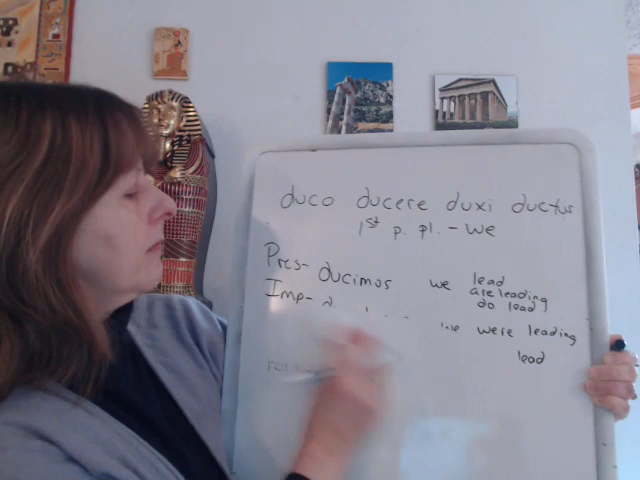 duco ducere duxi ductus
1st p. pl. - we
Pres- ducimos we lead
are leading
do lead
Imp- we were leading
lead